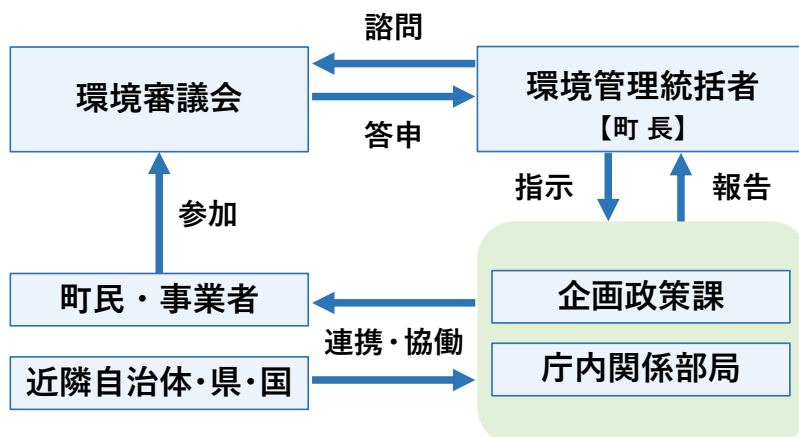 諮問
環境審議会
環境管理統括者
【町 長】
答申
指示
報告
参加
町民・事業者
企画政策課
連携・協働
近隣自治体・県・国
庁内関係部局